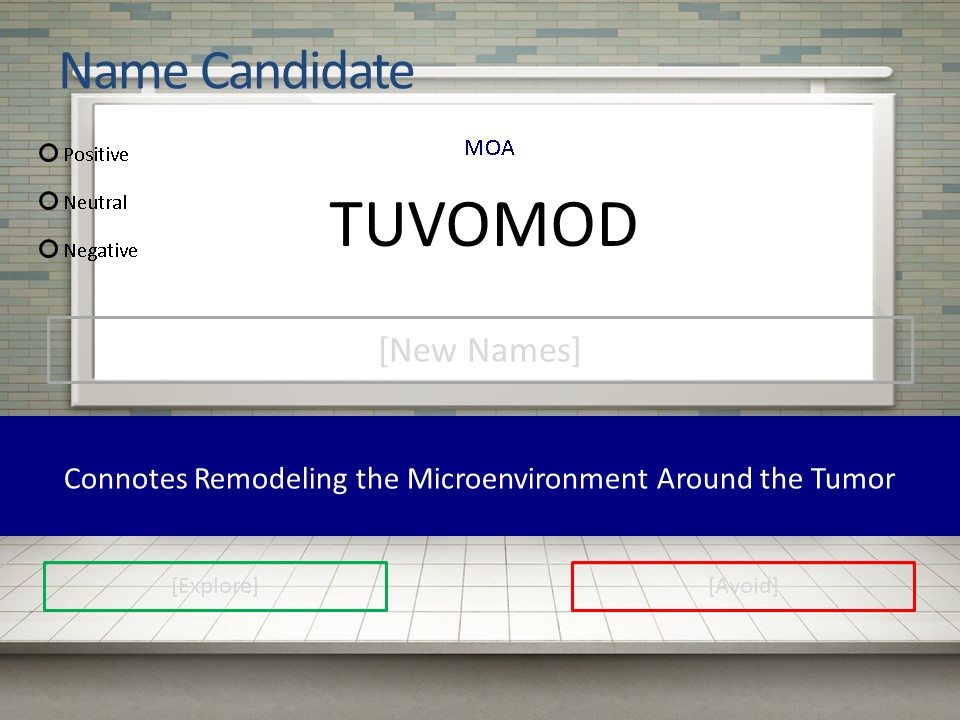 Name Candidate
MOA
Positive
TUVOMOD
Neutral
Negative
[New Names]
Connotes Remodeling the Microenvironment Around the Tumor
[Explore]
[Avoid]